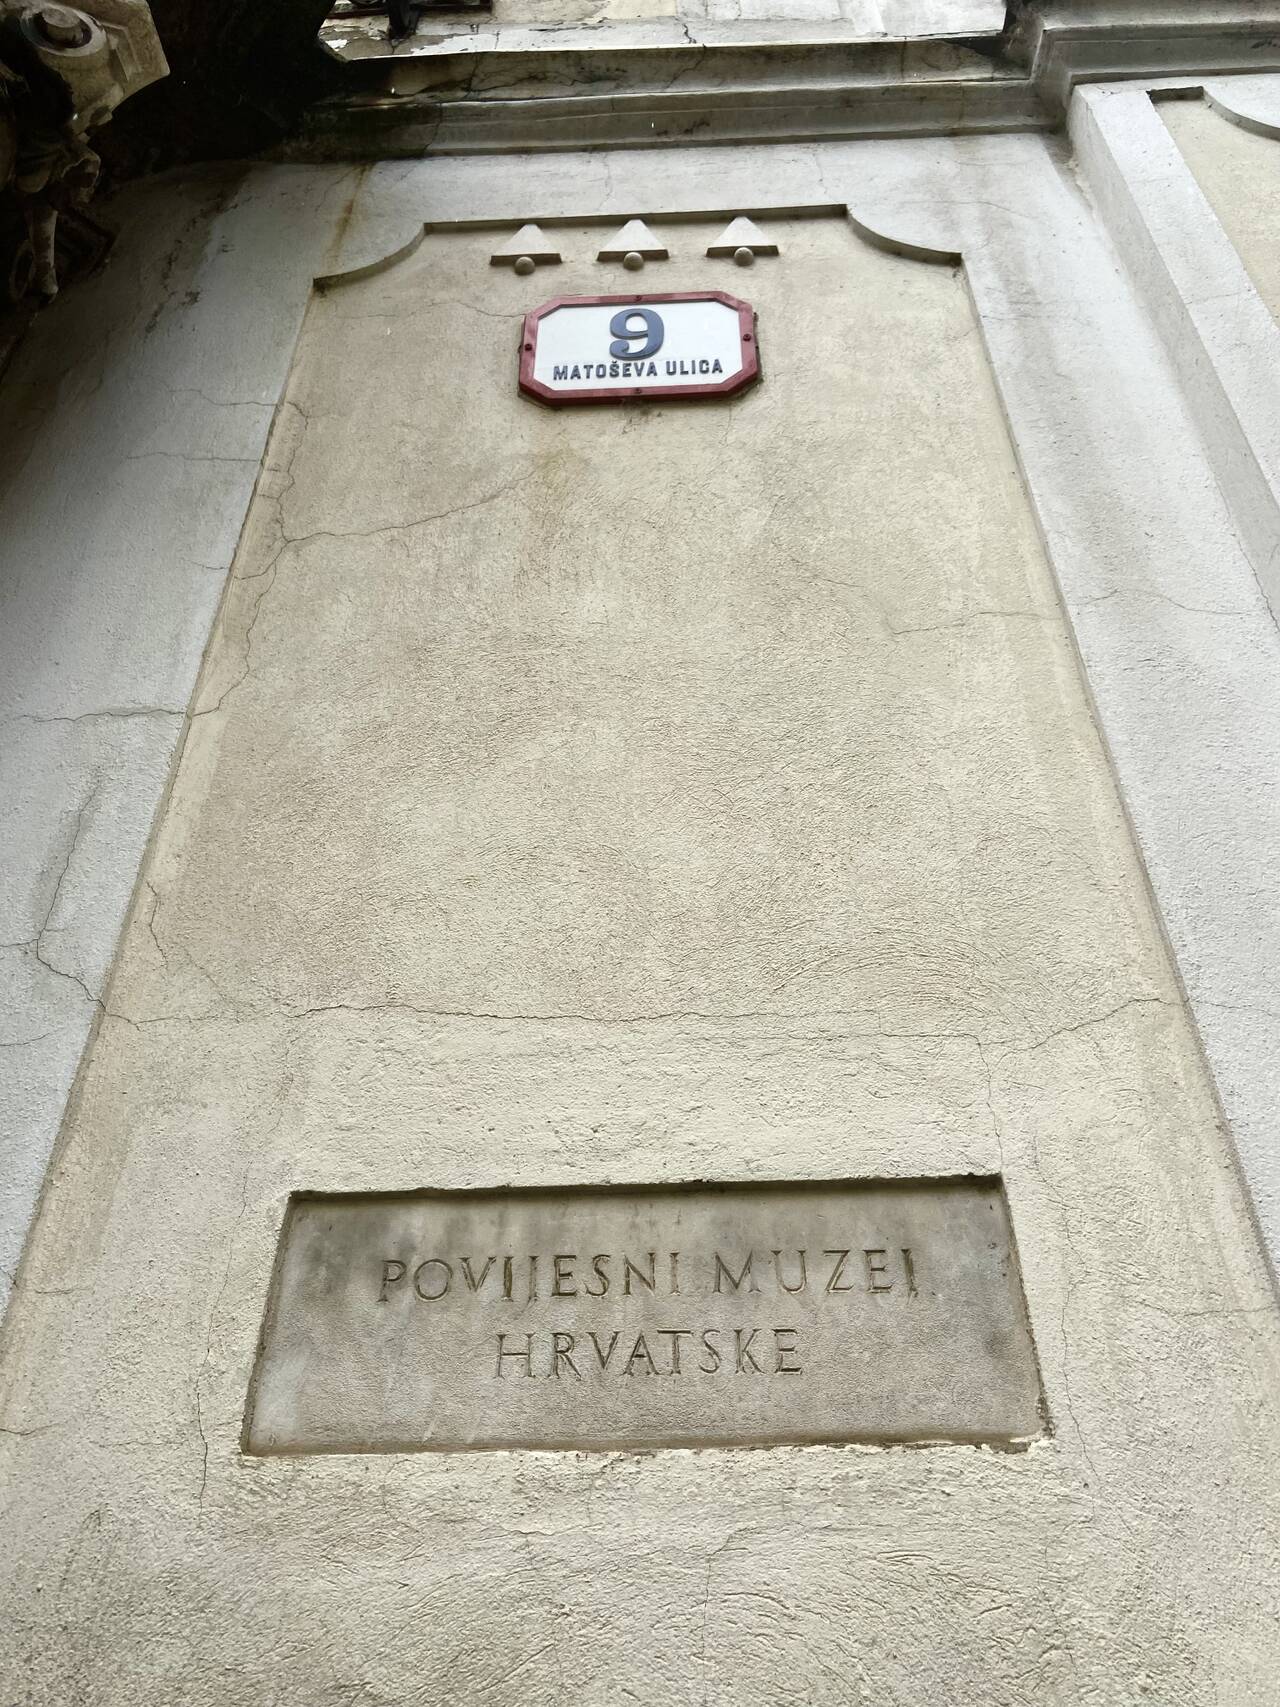 9
MATOŠEVA ULICA
POVIJESNI MUZEJ
HRVATSKE